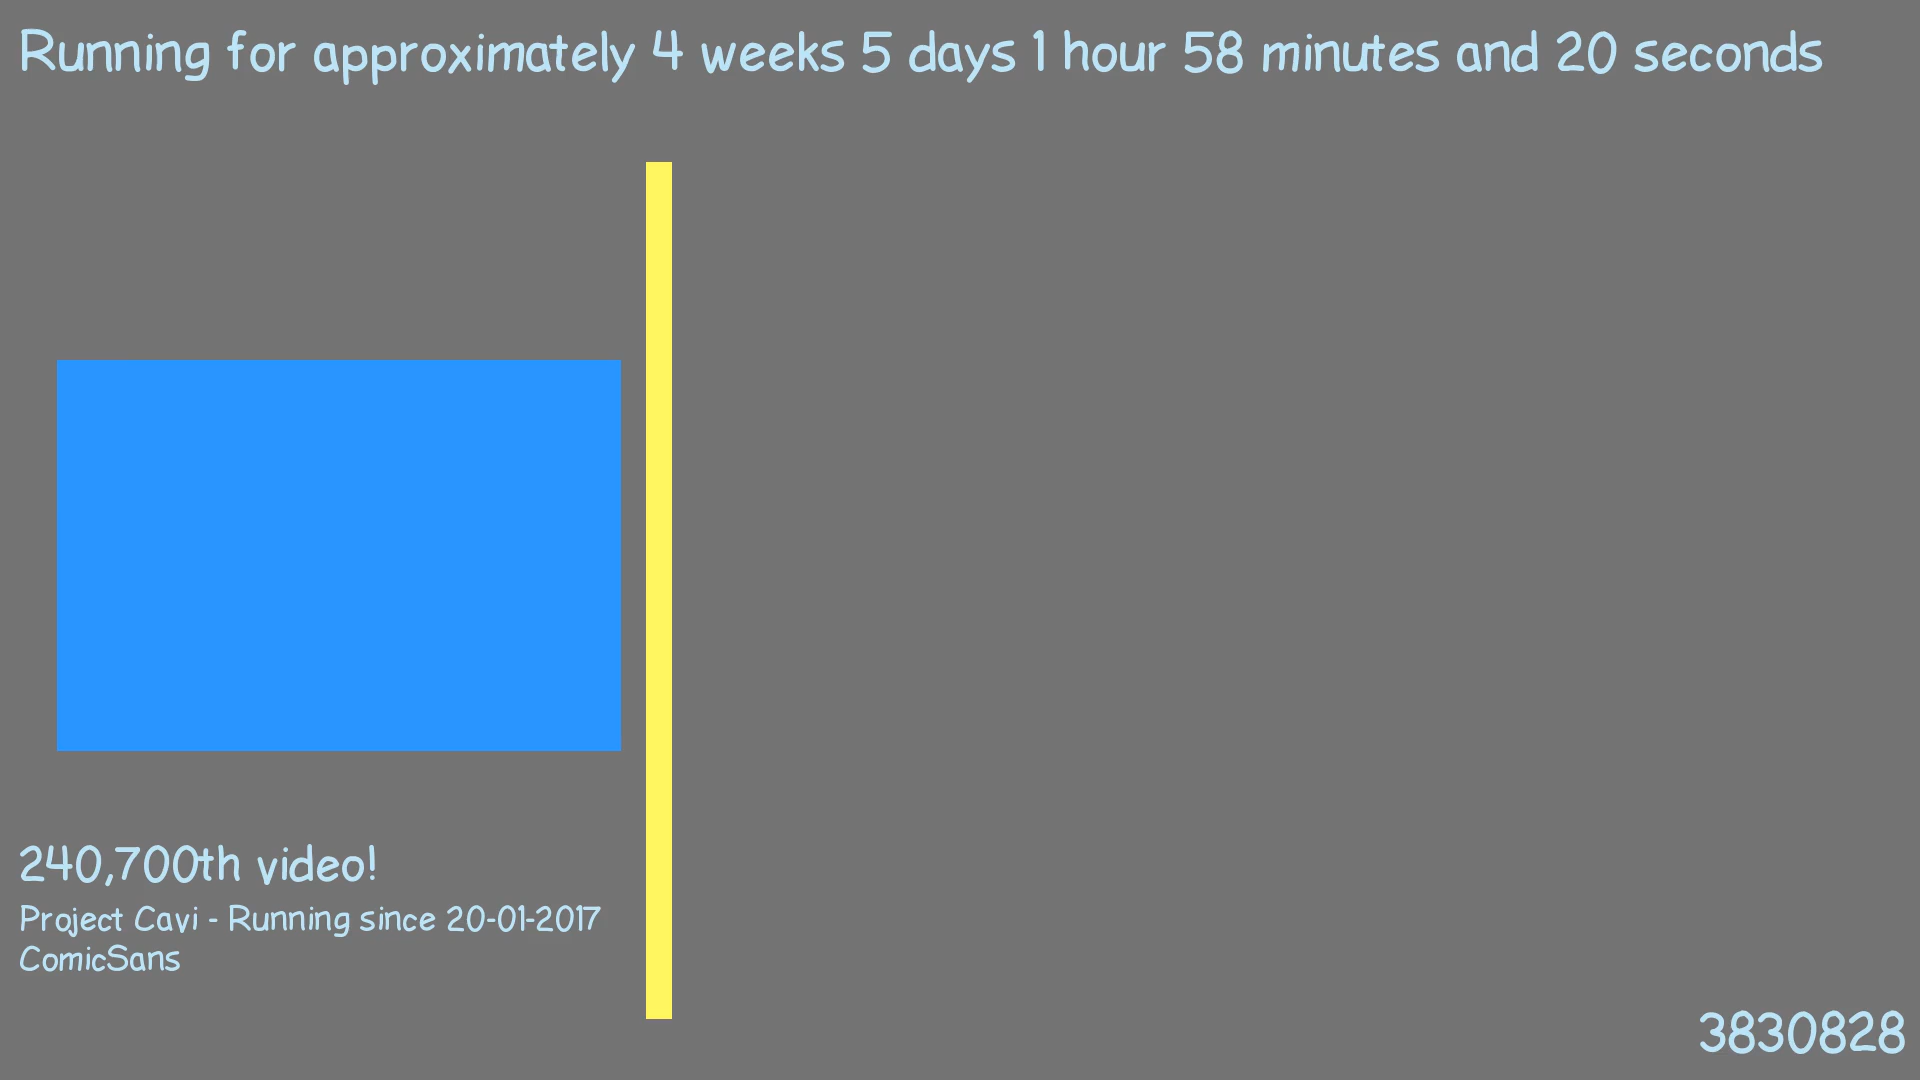 Running for approximately 4 weeks 5 days 1 hour 58 minutes and 20 seconds
240,700th video!
Project Cavi - Running since 20-01-2017
ComicSans
3830828